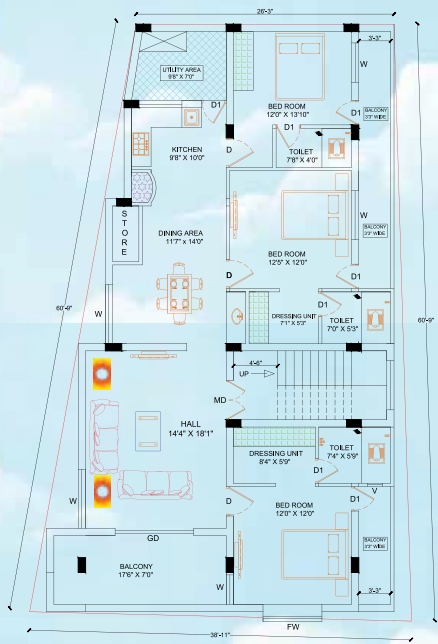 26'-3"
3'-3"
W
UTILITY AREA
9'8" X 7'0"
D1
BED ROOM
12'0" X 13'10"
D1
BALCONY
3'3" WIDE
D1
KITCHEN
9'8" X 10'0"
D
TOILET
7'8" X 4'0"
STORE
W
DINING AREA
11'7" X 14'0"
BALCONY
3'3" WIDE
BED ROOM
12'5" X 12'0"
D
D1
60'-9"
W
D1
DRESSING UNIT
7'1" X 5'3"
TOILET
7'0" X 5'3"
60'-9"
4'-6"
UP
MD
HALL
14'4" X 18'1"
DRESSING UNIT
8'4" X 5'9"
TOILET
7'4" X 5'9"
D1
W
D
BED ROOM
12'0" X 12'0"
V
D1
GD
BALCONY
3'3" WIDE
BALCONY
17'6" X 7'0"
W
3'-3"
FW
38'-11"